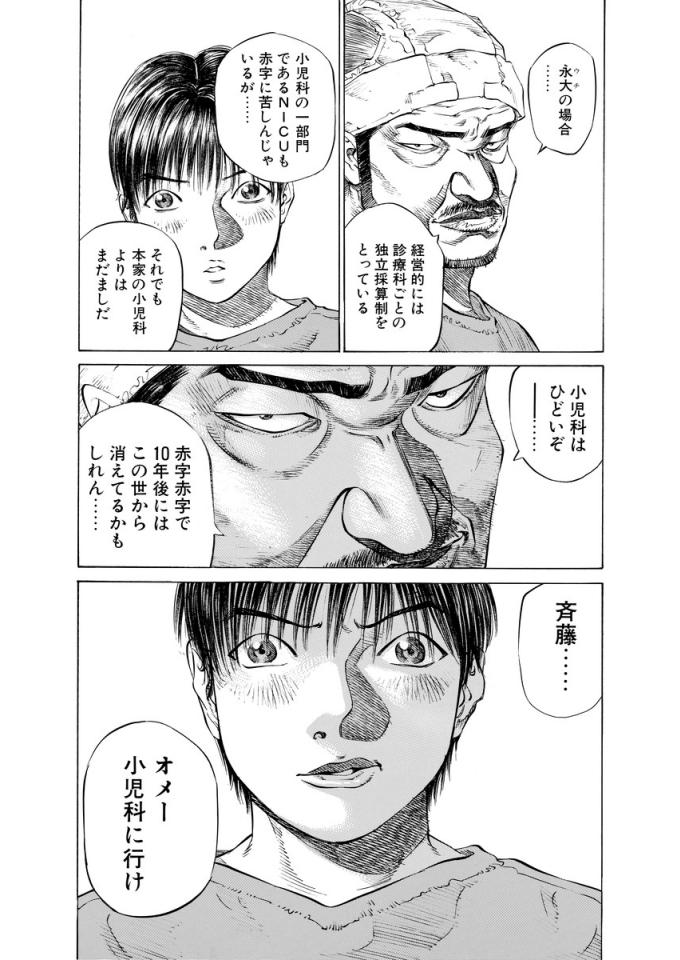 永大の場合
ウチ
……
経営的には
診療科ごとの
独立採算制を
とっている
小児科の一部門
であるNICUも
赤字に苦しんじゃ
いるが……
それでも
本家の小児科
よりは
まだましだ
小児科は
ひどいぞ
――……
赤字赤字で
10年後には
この世から
消えてるかも
しれん……
斉藤……
オメー
小児科に行け